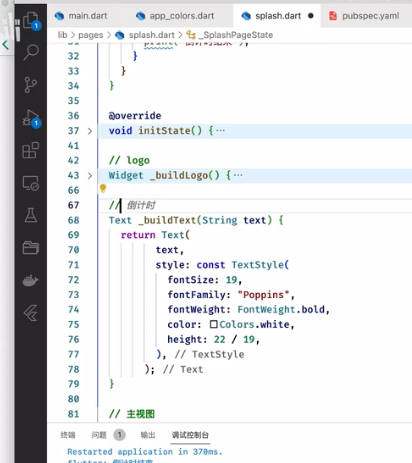 main.dart app_colors.dart splash.dart pubspec.yaml
lib > pages > splash.dart > _SplashPageState
31 print("倒计时结束");
32 }
33 }
34 }
35
36 @override
37 void initState() {…
41
42 // logo
43 Widget _buildLogo() {…
66
67 // 倒计时
68 Text _buildText(String text) {
69 return Text(
70 text,
71 style: const TextStyle(
72 fontSize: 19,
73 fontFamily: "Poppins",
74 fontWeight: FontWeight.bold,
75 color: Colors.white,
76 height: 22 / 19,
77 ), // TextStyle
78 ); // Text
79 }
80
81 // 主视图
终端 问题 1 输出 调试控制台
Restarted application in 370ms.
flutter: 倒计时结束